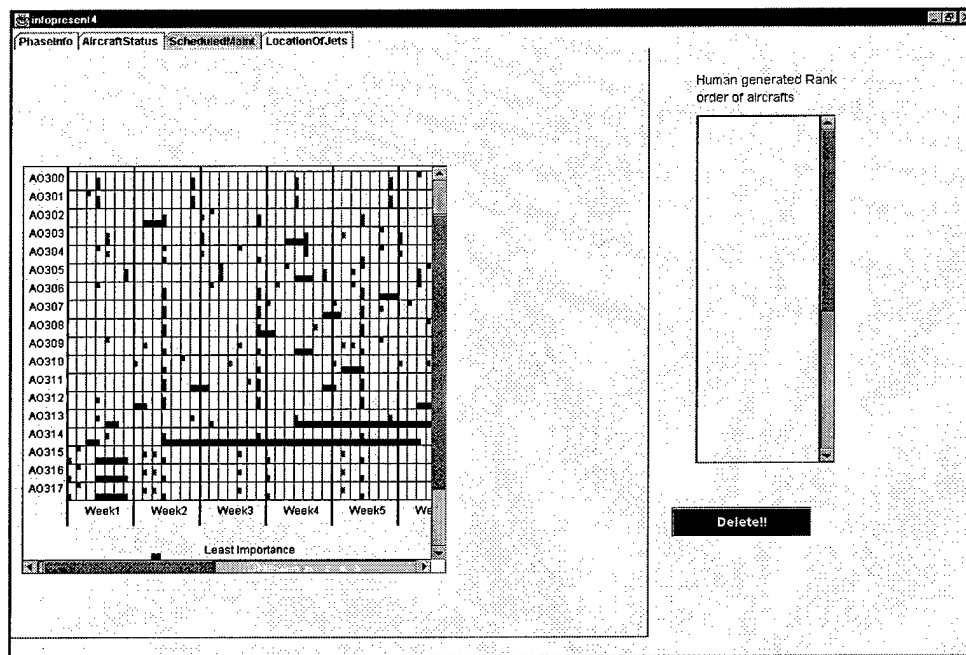 infopresent4
PhaseInfo AircraftStatus ScheduledMaint LocationOfJets
Human generated Rank
order of aircrafts
A0300
A0301
A0302
A0303
A0304
A0305
A0306
A0307
A0308
A0309
A0310
A0311
A0312
A0313
A0314
A0315
A0316
A0317
Week1 Week2 Week3 Week4 Week5 We
Least Importance
Delete!!